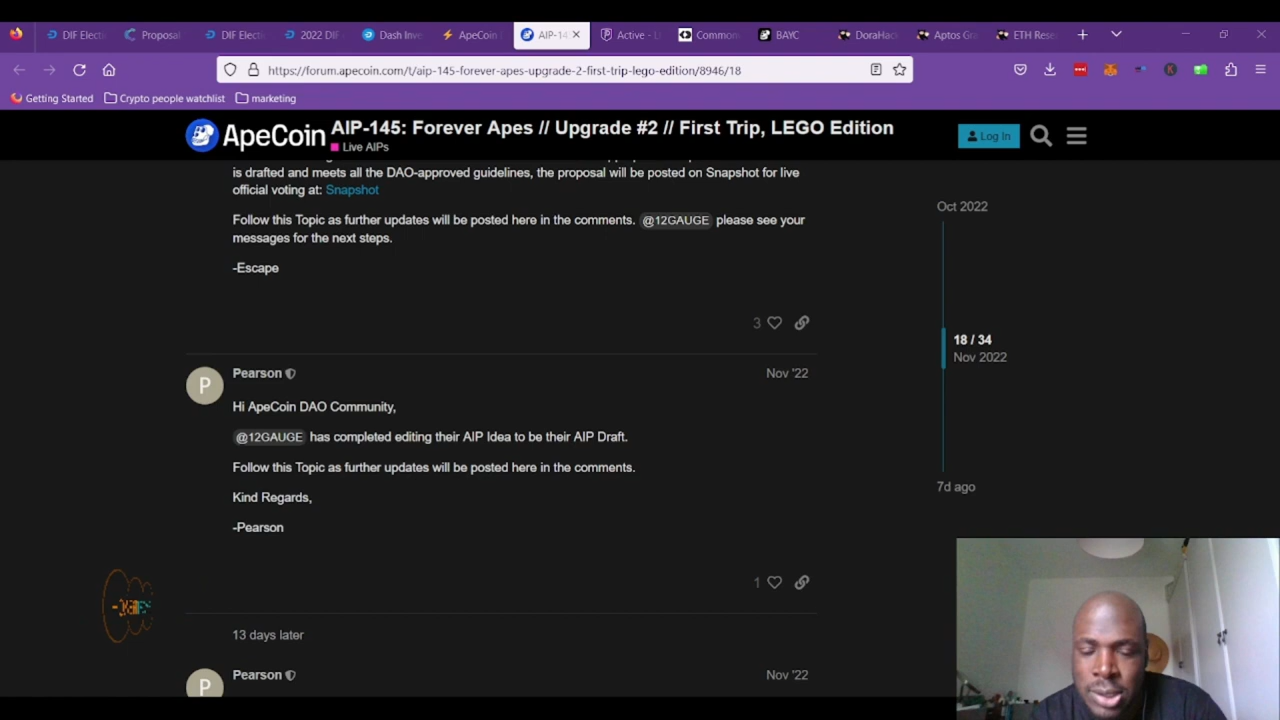 DIF Electi
Proposal
DIF Electi
2022 DIF
Dash Inve
ApeCoin
AIP-14
Active - L
Common
BAYC
DoraHack
Aptos Gra
ETH Rese
https://forum.apecoin.com/t/aip-145-forever-apes-upgrade-2-first-trip-lego-edition/8946/18
Getting Started
Crypto people watchlist
marketing
ApeCoin
AIP-145: Forever Apes // Upgrade #2 // First Trip, LEGO Edition
Live AIPs
Log In
is drafted and meets all the DAO-approved guidelines, the proposal will be posted on Snapshot for live
official voting at: Snapshot
Follow this Topic as further updates will be posted here in the comments. @12GAUGE please see your
messages for the next steps.
-Escape
3
Oct 2022
18 / 34
Nov 2022
7d ago
P
Pearson
Nov '22
Hi ApeCoin DAO Community,
@12GAUGE has completed editing their AIP Idea to be their AIP Draft.
Follow this Topic as further updates will be posted here in the comments.
Kind Regards,
-Pearson
1
13 days later
P
Pearson
Nov '22